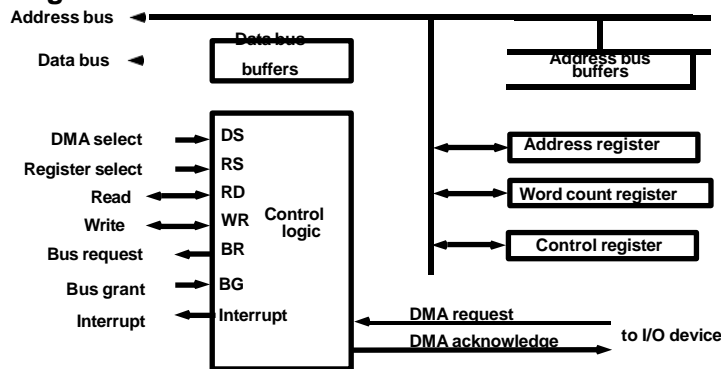 Address bus
Data bus
Data bus
buffers
Address bus
buffers
DMA select
DS
Register select
RS
Read
RD
Write
WR
Bus request
BR
Bus grant
BG
Interrupt
Interrupt
Control
logic
Address register
Word count register
Control register
DMA request
DMA acknowledge
to I/O device